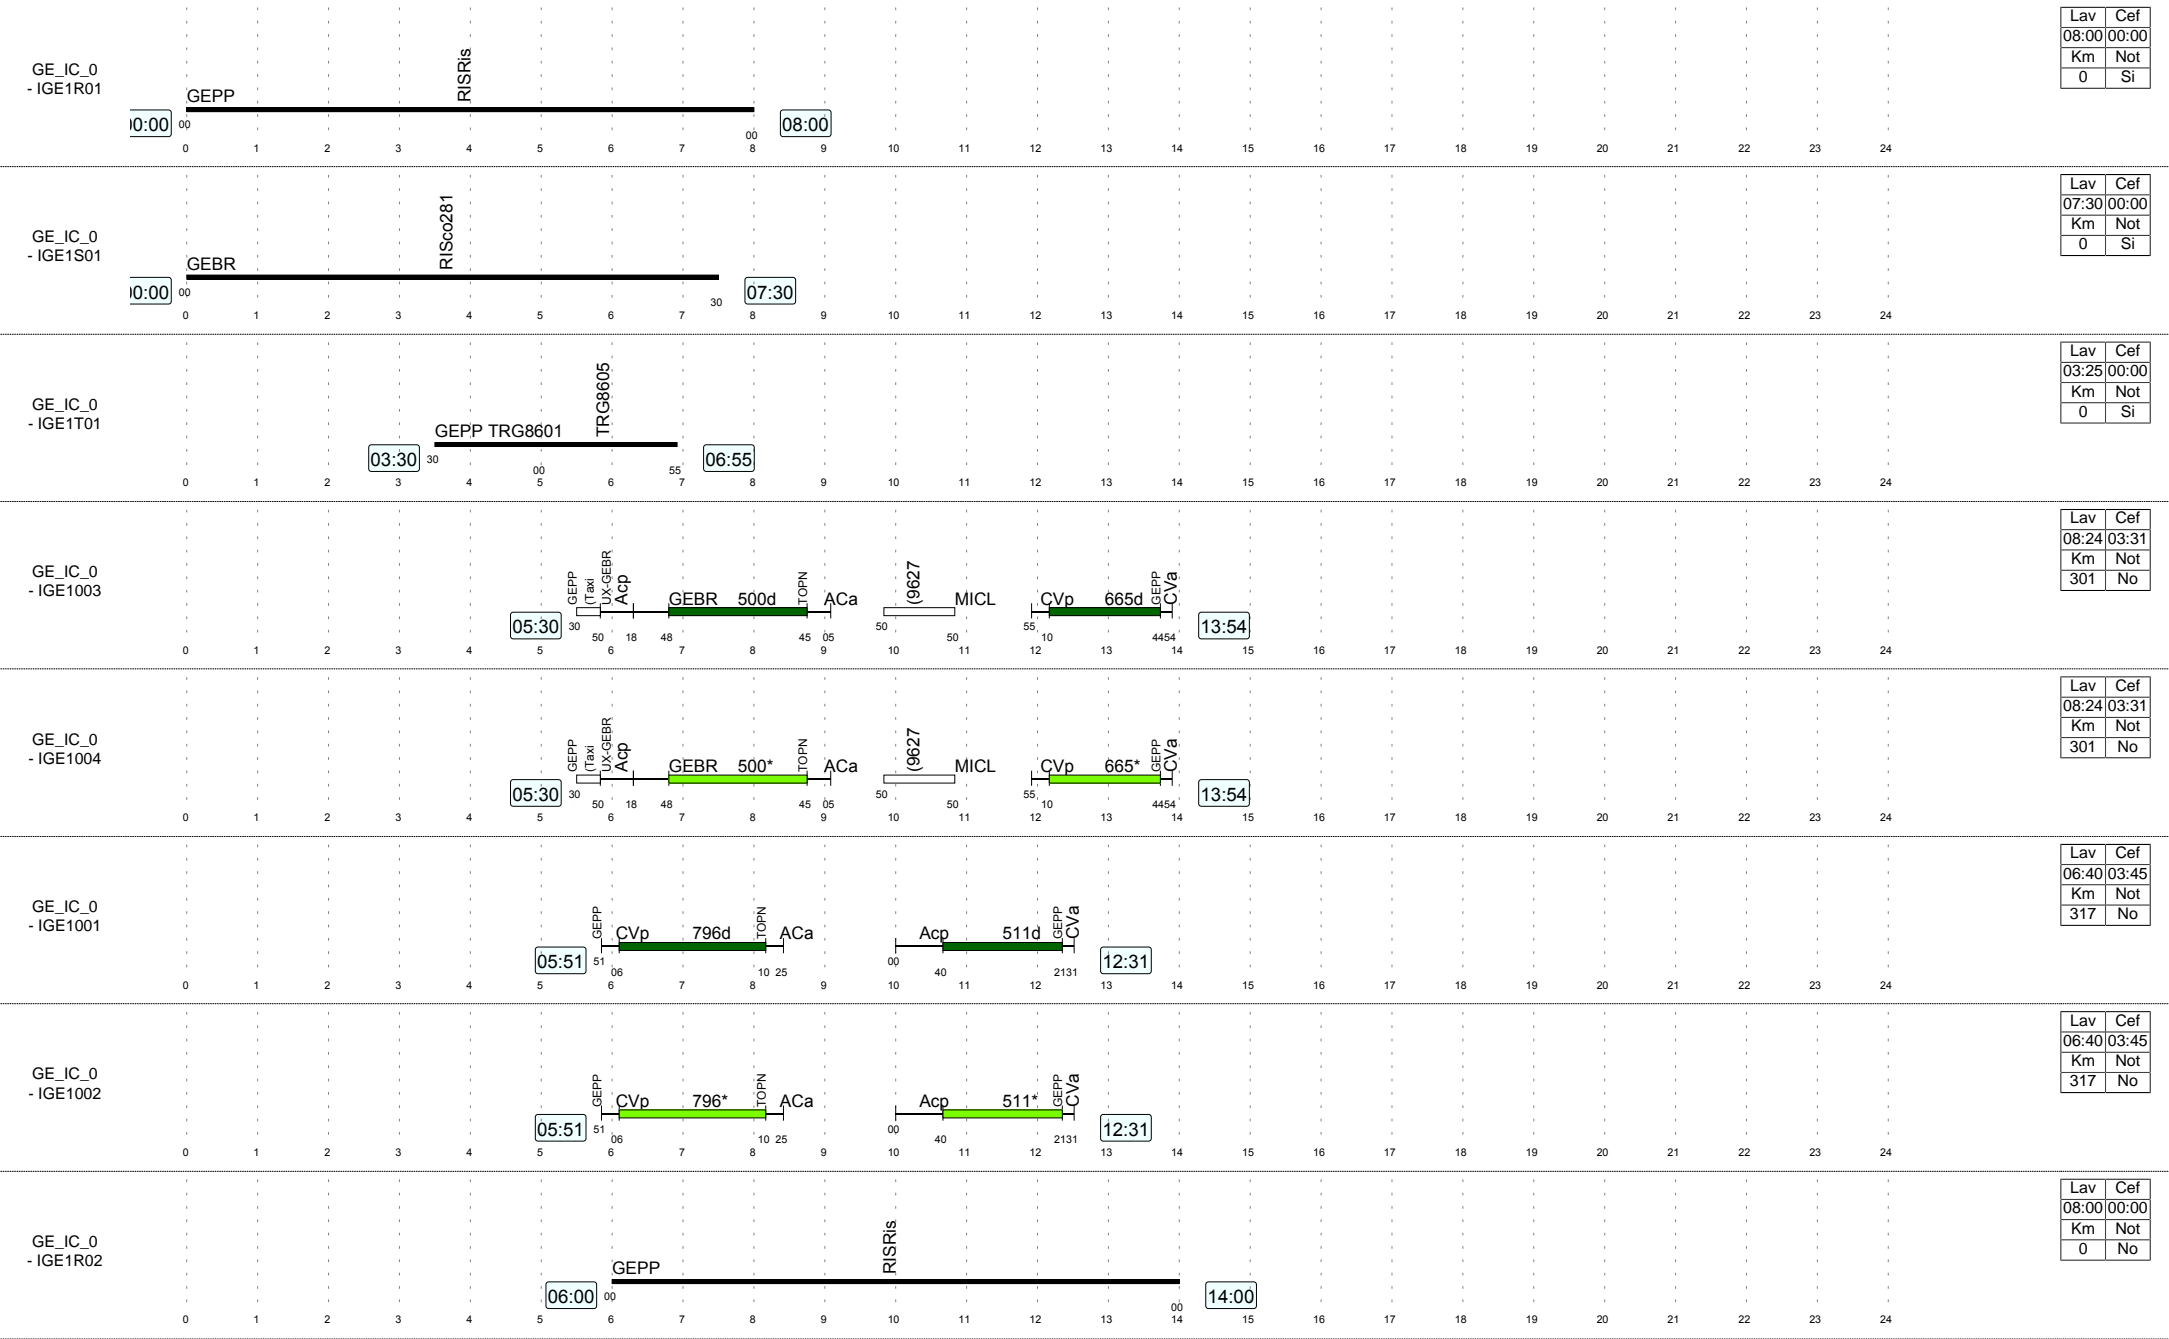 GE_IC_0
- IGE1R01
GEPP RISRis
00:00 00 00 08:00
0 1 2 3 4 5 6 7 8 9 10 11 12 13 14 15 16 17 18 19 20 21 22 23 24
Lav Cef
08:00 00:00
Km Not
0 Si
GE_IC_0
- IGE1S01
GEBR RISco281
00:00 00 30 07:30
0 1 2 3 4 5 6 7 8 9 10 11 12 13 14 15 16 17 18 19 20 21 22 23 24
Lav Cef
07:30 00:00
Km Not
0 Si
GE_IC_0
- IGE1T01
GEPP TRG8601 TRG8605
03:30 30 00 55 06:55
0 1 2 3 4 5 6 7 8 9 10 11 12 13 14 15 16 17 18 19 20 21 22 23 24
Lav Cef
03:25 00:00
Km Not
0 Si
GE_IC_0
- IGE1003
GEPP (Taxi UX-GEBR Acp GEBR 500d TOPN ACa (9627 MICL CVp 665d GEPP CVa
05:30 30 50 18 48 45 05 50 50 55 10 4454 13:54
0 1 2 3 4 5 6 7 8 9 10 11 12 13 14 15 16 17 18 19 20 21 22 23 24
Lav Cef
08:24 03:31
Km Not
301 No
GE_IC_0
- IGE1004
GEPP (Taxi UX-GEBR Acp GEBR 500* TOPN ACa (9627 MICL CVp 665* GEPP CVa
05:30 30 50 18 48 45 05 50 50 55 10 4454 13:54
0 1 2 3 4 5 6 7 8 9 10 11 12 13 14 15 16 17 18 19 20 21 22 23 24
Lav Cef
08:24 03:31
Km Not
301 No
GE_IC_0
- IGE1001
GEPP CVp 796d TOPN ACa Acp 511d GEPP CVa
05:51 51 06 10 25 00 40 2131 12:31
0 1 2 3 4 5 6 7 8 9 10 11 12 13 14 15 16 17 18 19 20 21 22 23 24
Lav Cef
06:40 03:45
Km Not
317 No
GE_IC_0
- IGE1002
GEPP CVp 796* TOPN ACa Acp 511* GEPP CVa
05:51 51 06 10 25 00 40 2131 12:31
0 1 2 3 4 5 6 7 8 9 10 11 12 13 14 15 16 17 18 19 20 21 22 23 24
Lav Cef
06:40 03:45
Km Not
317 No
GE_IC_0
- IGE1R02
GEPP RISRis
06:00 00 00 14:00
0 1 2 3 4 5 6 7 8 9 10 11 12 13 14 15 16 17 18 19 20 21 22 23 24
Lav Cef
08:00 00:00
Km Not
0 No